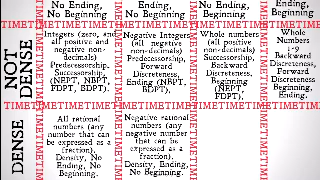 No Ending,
No Beginning
Ending,
No Beginning
No Ending,
Beginning
Ending,
Beginning
TIMETIMETIMETIMETIMETIMETIMETIME
NOT
DENSE
Integers (zero, and
all positive and
negative non-
decimals)
Predecessorship,
Successorship,
(NEPT, NBPT,
FDPT, BDPT).
Negative Integers
(all negative
non-decimals)
Predecessorship,
Forward
Discreteness,
Ending (NBPT,
BDPT).
Whole numbers
(all positive
non-decimals)
Successorship,
Backward
Discreteness,
Beginning
(NEPT,
FDPT),
Whole
Numbers
1-9
Backward
Discreteness,
Forward
Discreteness
Beginning,
Ending.
TIMETIMETIMETIMETIMETIMETIMETIME
DENSE
All rational
numbers (any
number that
can be
expressed as a
fraction).
Density, No
Ending, No
Beginning.
Negative rational
numbers (any
negative number
that can be
expressed as a
fraction).
Density, Ending,
No Beginning.